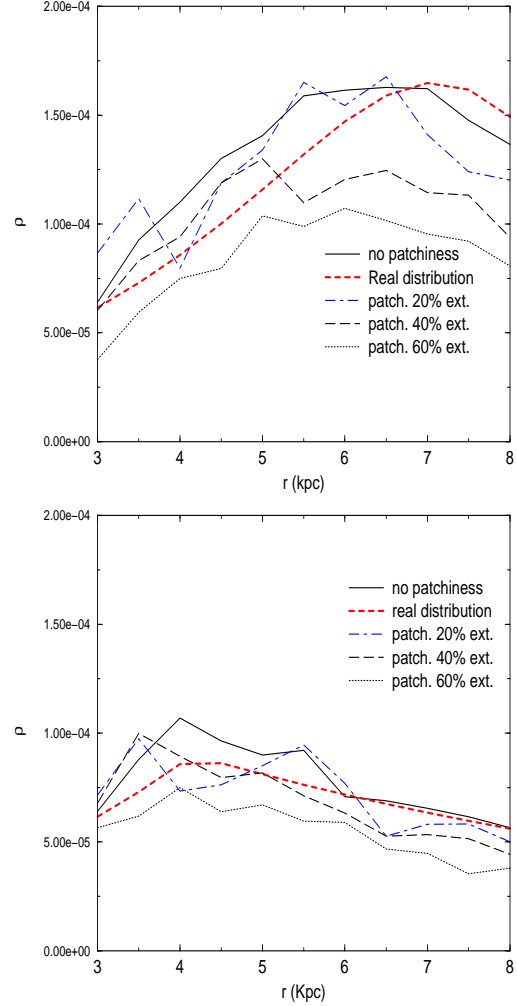 2.00e−04
1.50e−04
1.00e−04
5.00e−05
0.00e+00
ρ
no patchiness
Real distribution
patch. 20% ext.
patch. 40% ext.
patch. 60% ext.
3 4 5 6 7 8
r (kpc)
2.00e−04
1.50e−04
1.00e−04
5.00e−05
0.00e+00
ρ
no patchiness
real distribution
patch. 20% ext.
patch. 40% ext.
patch. 60% ext.
3 4 5 6 7 8
r (Kpc)